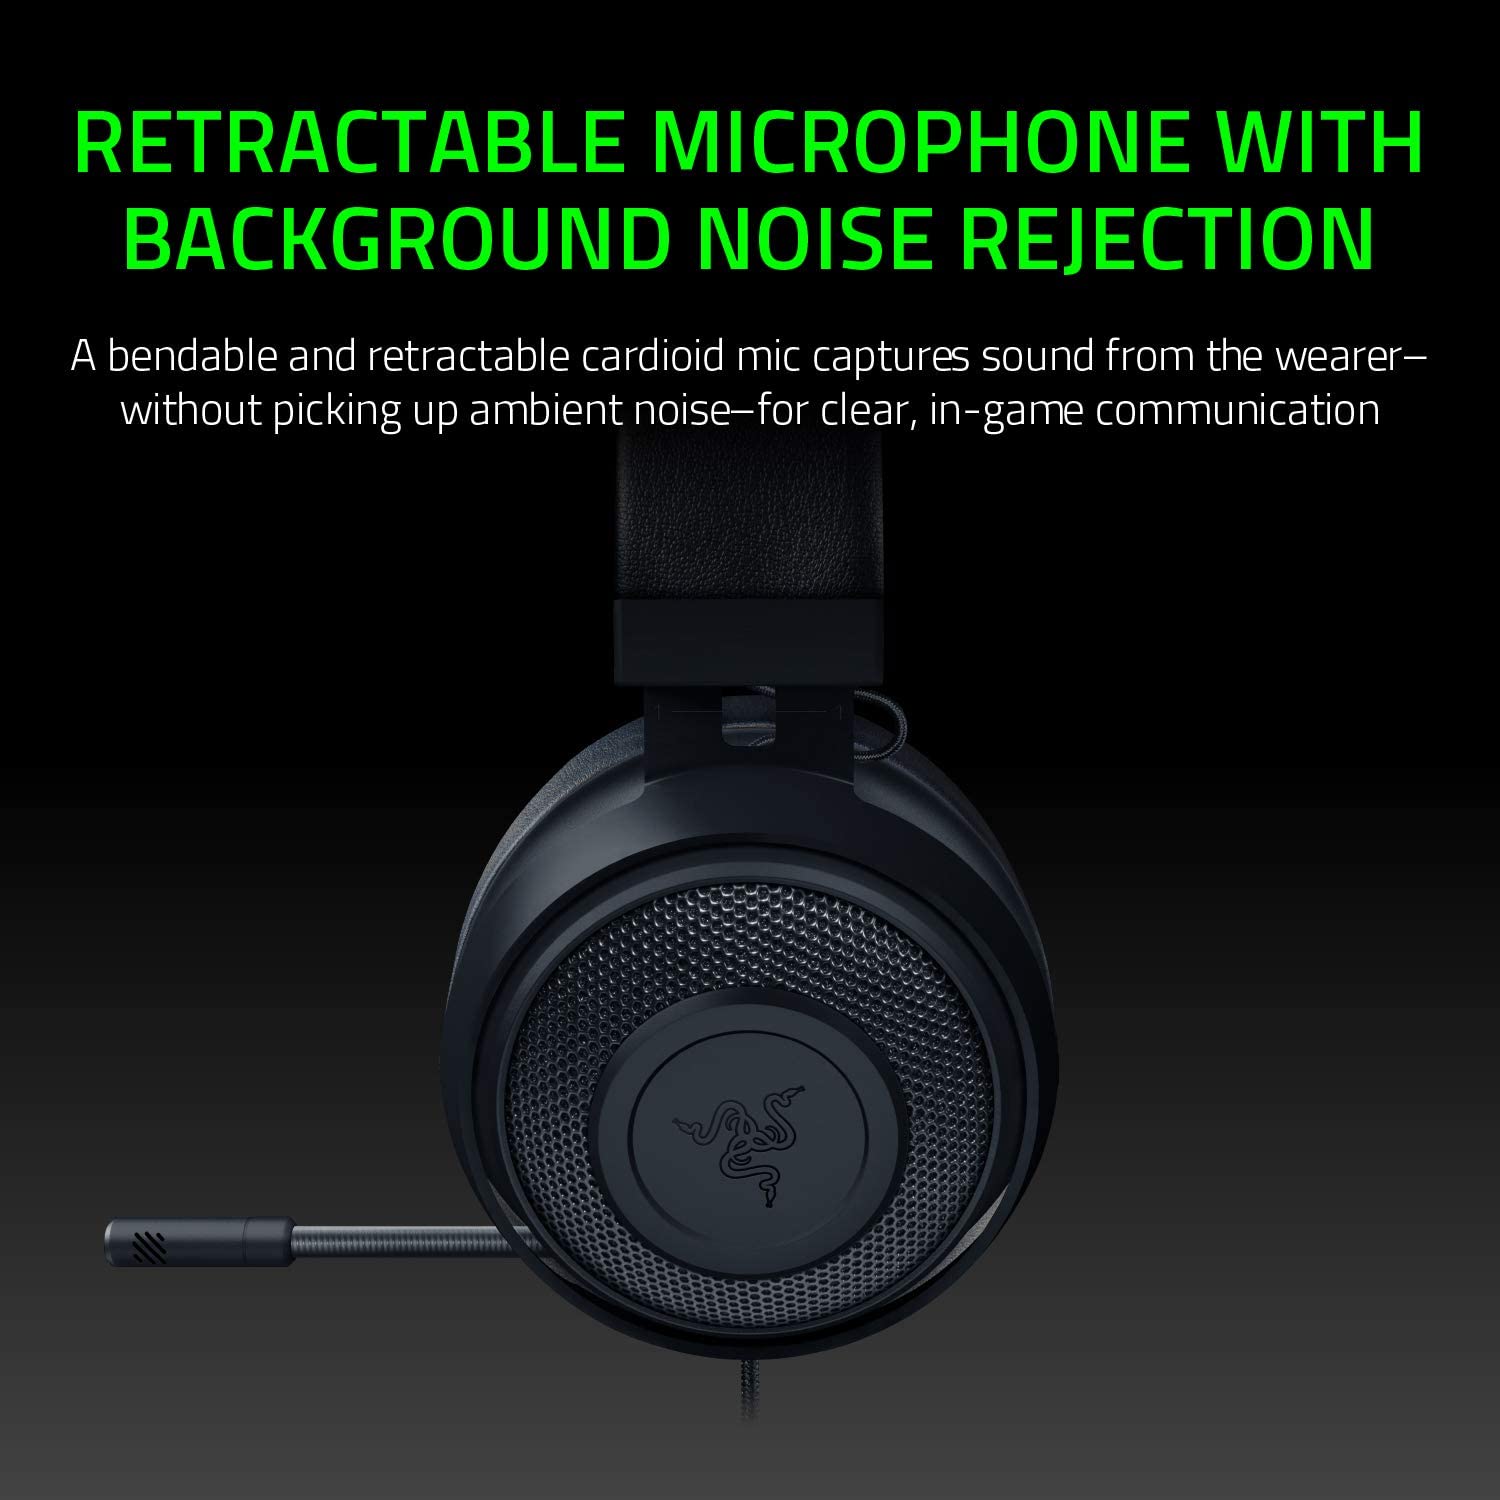 RETRACTABLE MICROPHONE WITH
BACKGROUND NOISE REJECTION
A bendable and retractable cardioid mic captures sound from the wearer–
without picking up ambient noise–for clear, in-game communication